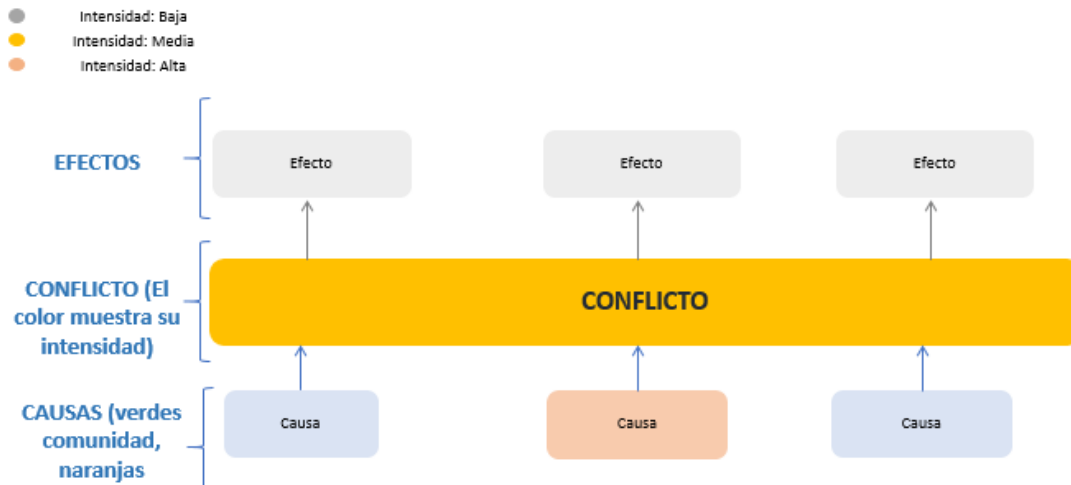 Intensidad: Baja
Intensidad: Media
Intensidad: Alta
EFECTOS
Efecto
Efecto
Efecto
CONFLICTO (El
color muestra su
intensidad)
CONFLICTO
CAUSAS (verdes
comunidad,
naranjas
Causa
Causa
Causa